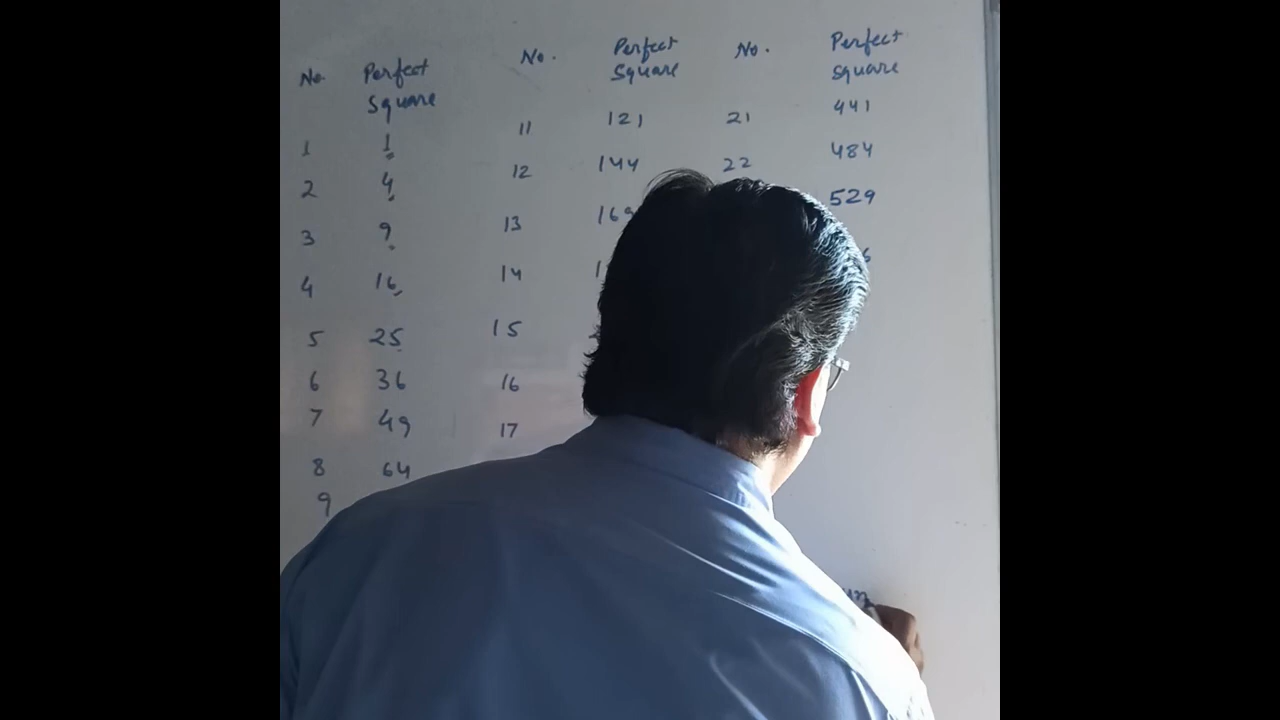 No. Perfect Square No. Perfect Square No. Perfect Square
1 1 11 121 21 441
2 4 12 144 22 484
3 9 13 169 529
4 16 14
5 25 15
6 36 16
7 49 17
8 64
9